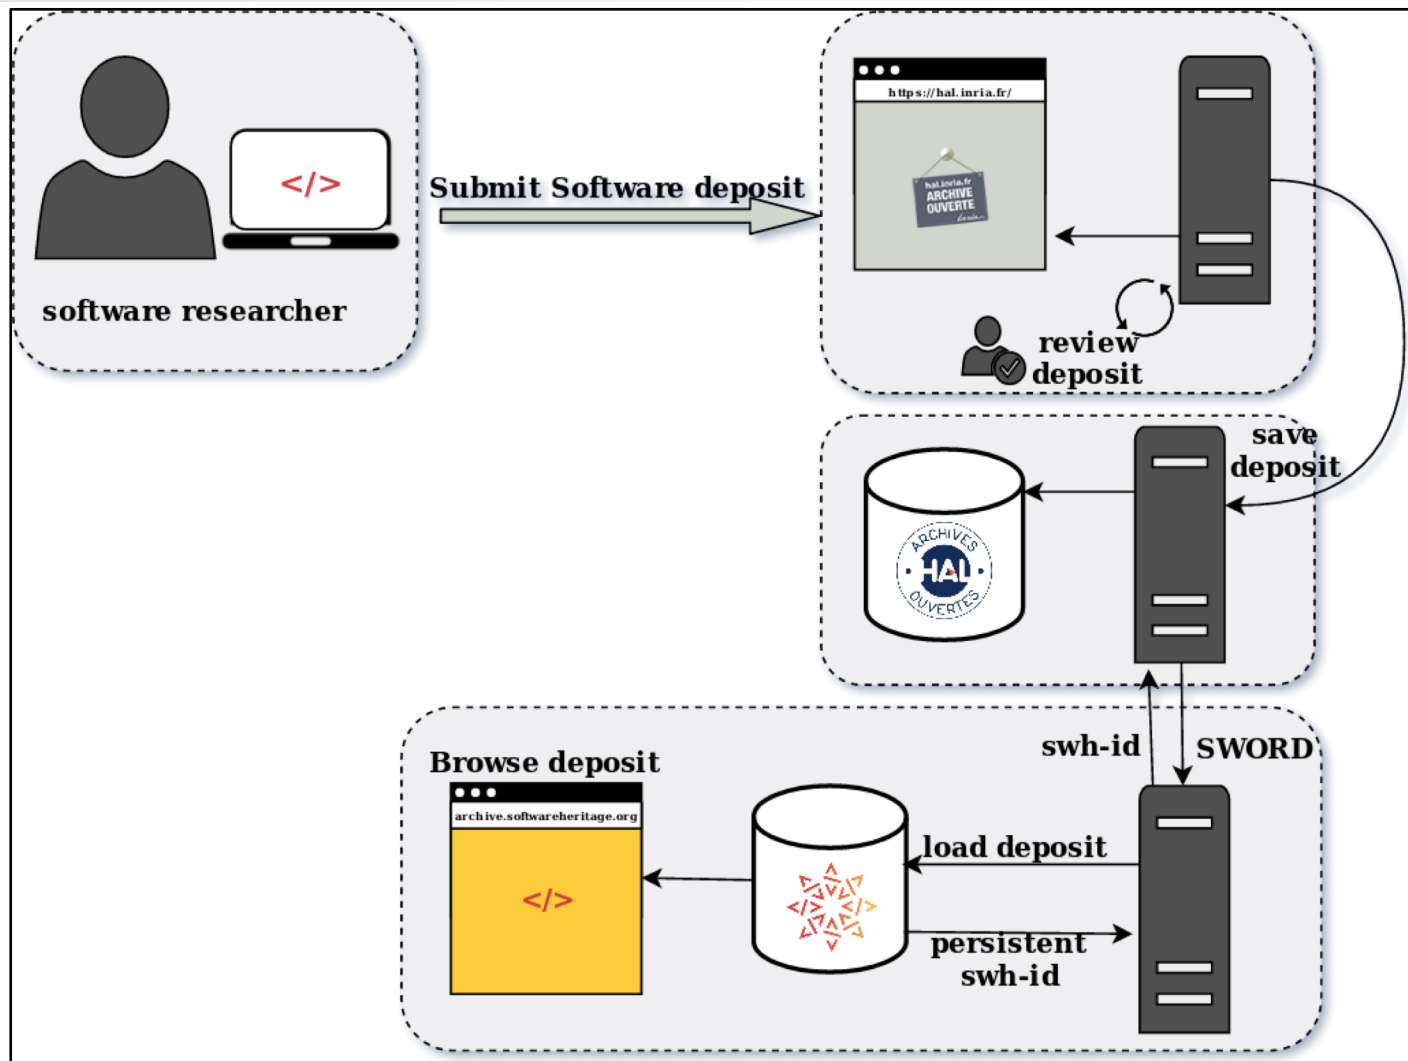 </>
software researcher
Submit Software deposit
https://hal.inria.fr/
hal.inria.fr
ARCHIVE
OUVERTE
Inria
review
deposit
save
deposit
ARCHIVES
HAL
OUVERTES
swh-id
SWORD
Browse deposit
archive.softwareheritage.org
</>
load deposit
</>
persistent
swh-id